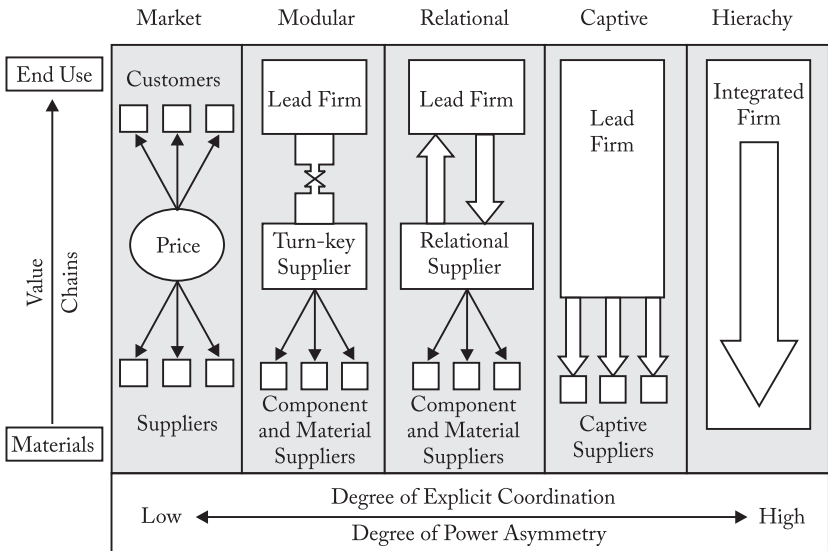 Market
Modular
Relational
Captive
Hierachy
End Use
Value
Chains
Materials
Customers
Price
Suppliers
Lead Firm
Turn-key
Supplier
Component
and Material
Suppliers
Lead Firm
Relational
Supplier
Component
and Material
Suppliers
Lead
Firm
Captive
Suppliers
Integrated
Firm
Degree of Explicit Coordination
Low
High
Degree of Power Asymmetry